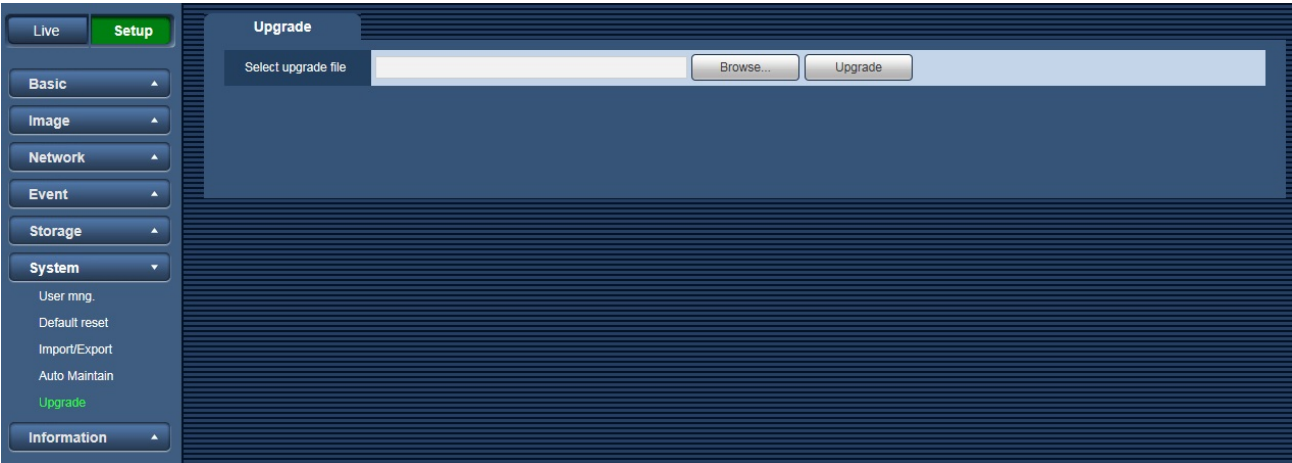 Live
Setup
Basic
Image
Network
Event
Storage
System
User mng.
Default reset
Import/Export
Auto Maintain
Upgrade
Information
Upgrade
Select upgrade file
Browse...
Upgrade